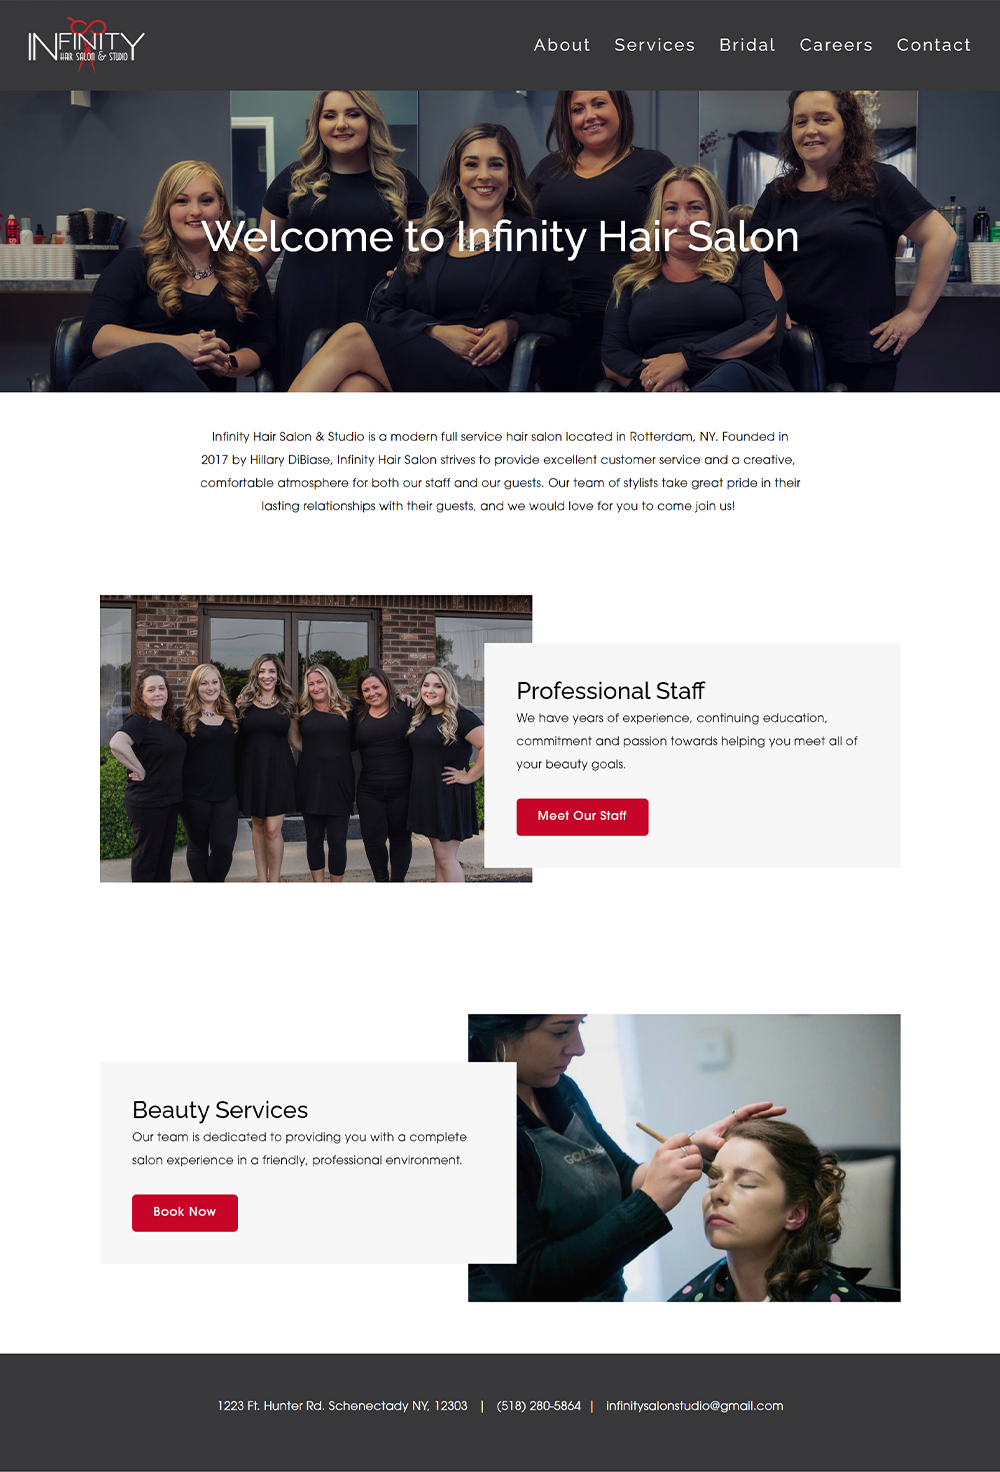 INFINITY
HAIR SALON & STUDIO
About Services Bridal Careers Contact
Welcome to Infinity Hair Salon
Infinity Hair Salon & Studio is a modern full service hair salon located in Rotterdam, NY. Founded in
2017 by Hillary DiBiase, Infinity Hair Salon strives to provide excellent customer service and a creative,
comfortable atmosphere for both our staff and our guests. Our team of stylists take great pride in their
lasting relationships with their guests, and we would love for you to come join us!
Professional Staff
We have years of experience, continuing education,
commitment and passion towards helping you meet all of
your beauty goals.
Meet Our Staff
Beauty Services
Our team is dedicated to providing you with a complete
salon experience in a friendly, professional environment.
Book Now
1223 Ft. Hunter Rd. Schenectady NY, 12303 | (518) 280-5864 | infinitysalonstudio@gmail.com